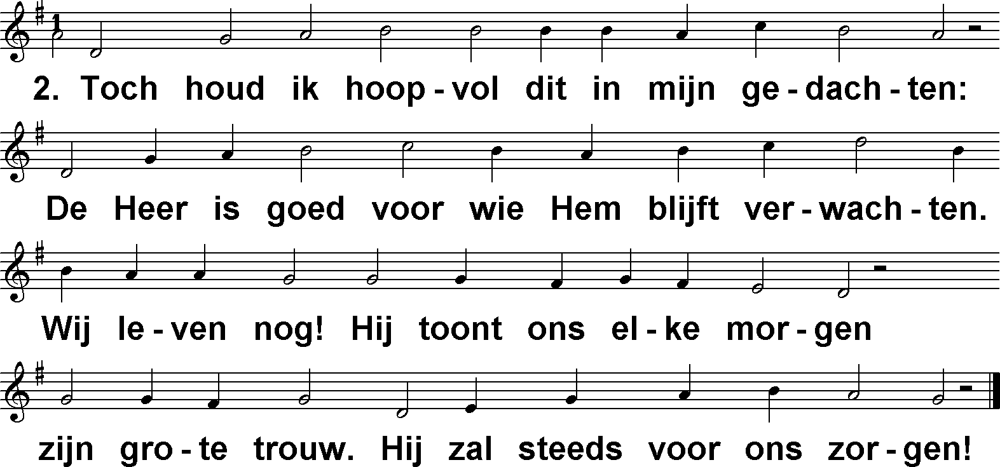 1
2. Toch houd ik hoop - vol dit in mijn ge - dach - ten:
De Heer is goed voor wie Hem blijft ver - wach - ten.
Wij le - ven nog! Hij toont ons el - ke mor - gen
zijn gro - te trouw. Hij zal steeds voor ons zor - gen!